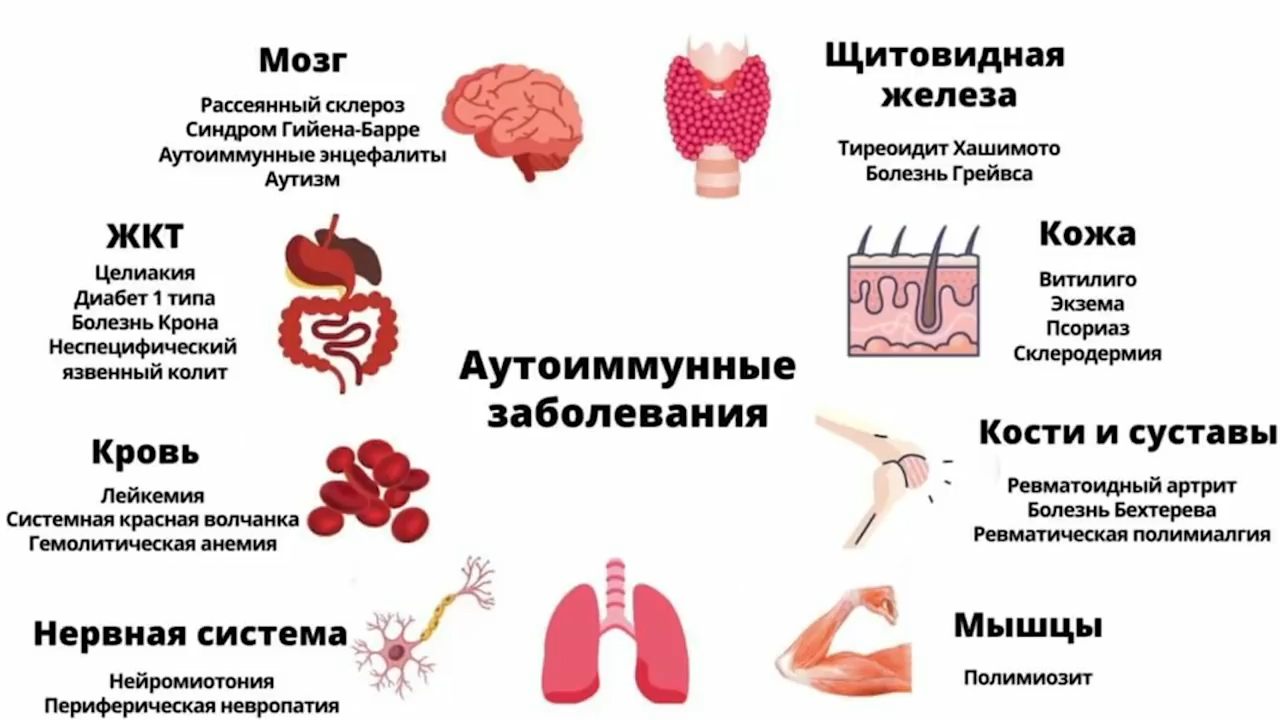 Мозг
Рассеянный склероз
Синдром Гийена-Барре
Аутоиммунные энцефалиты
Аутизм
Щитовидная
железа
Тиреоидит Хашимото
Болезнь Грейвса
ЖКТ
Целиакия
Диабет 1 типа
Болезнь Крона
Неспецифический
язвенный колит
Кожа
Витилиго
Экзема
Псориаз
Склеродермия
Аутоиммунные
заболевания
Кровь
Лейкемия
Системная красная волчанка
Гемолитическая анемия
Кости и суставы
Ревматоидный артрит
Болезнь Бехтерева
Ревматическая полимиалгия
Нервная система
Нейромиотония
Периферическая невропатия
Мышцы
Полимиозит